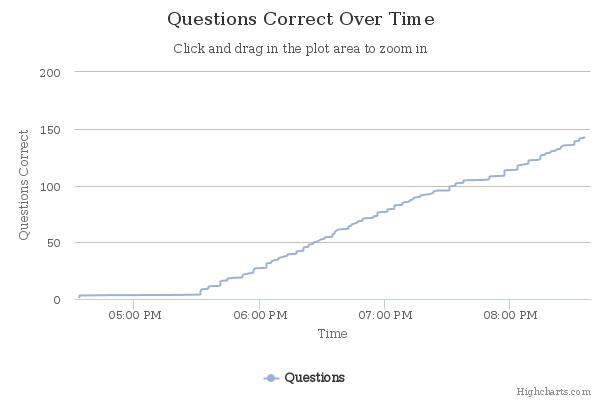 Questions Correct Over Time
Click and drag in the plot area to zoom in
Questions Correct
200
150
100
50
0
05:00 PM
06:00 PM
07:00 PM
08:00 PM
Time
Questions
Highcharts.com